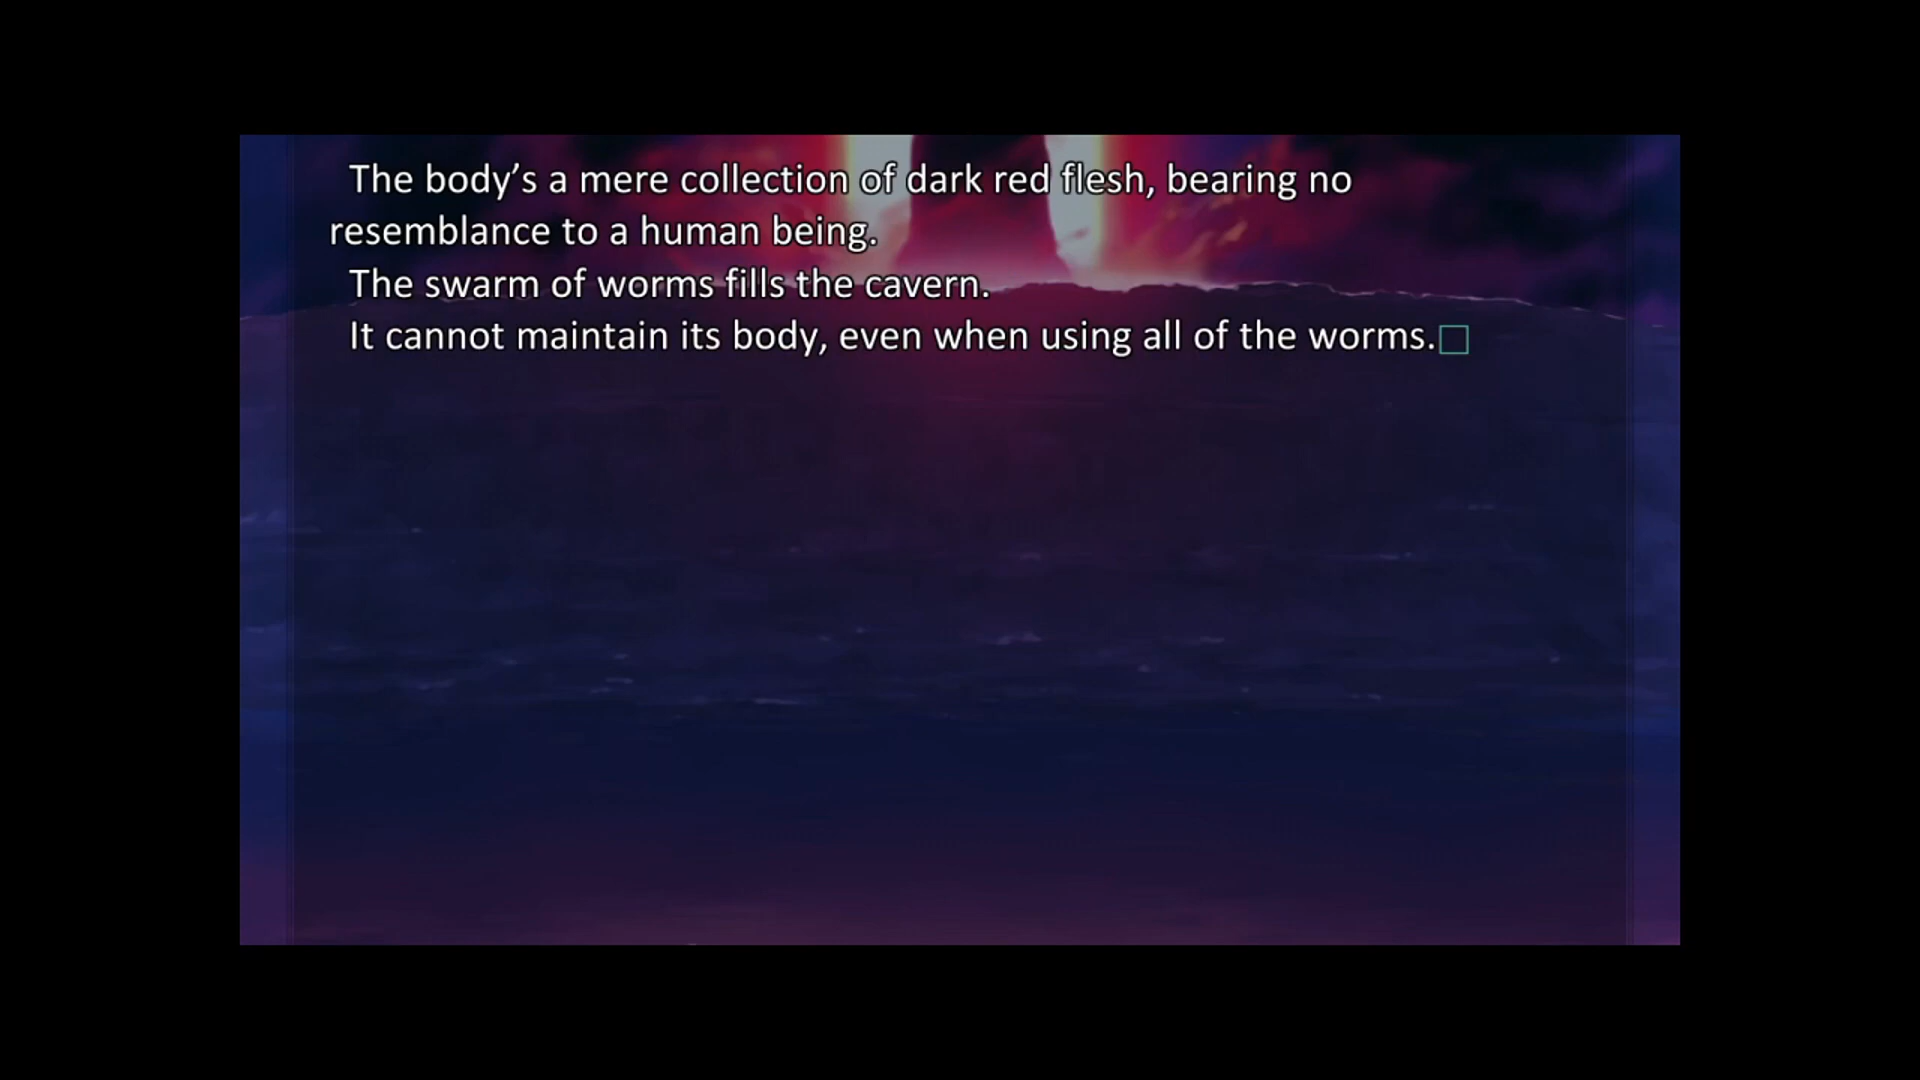 The body’s a mere collection of dark red flesh, bearing no
resemblance to a human being.
The swarm of worms fills the cavern.
It cannot maintain its body, even when using all of the worms.